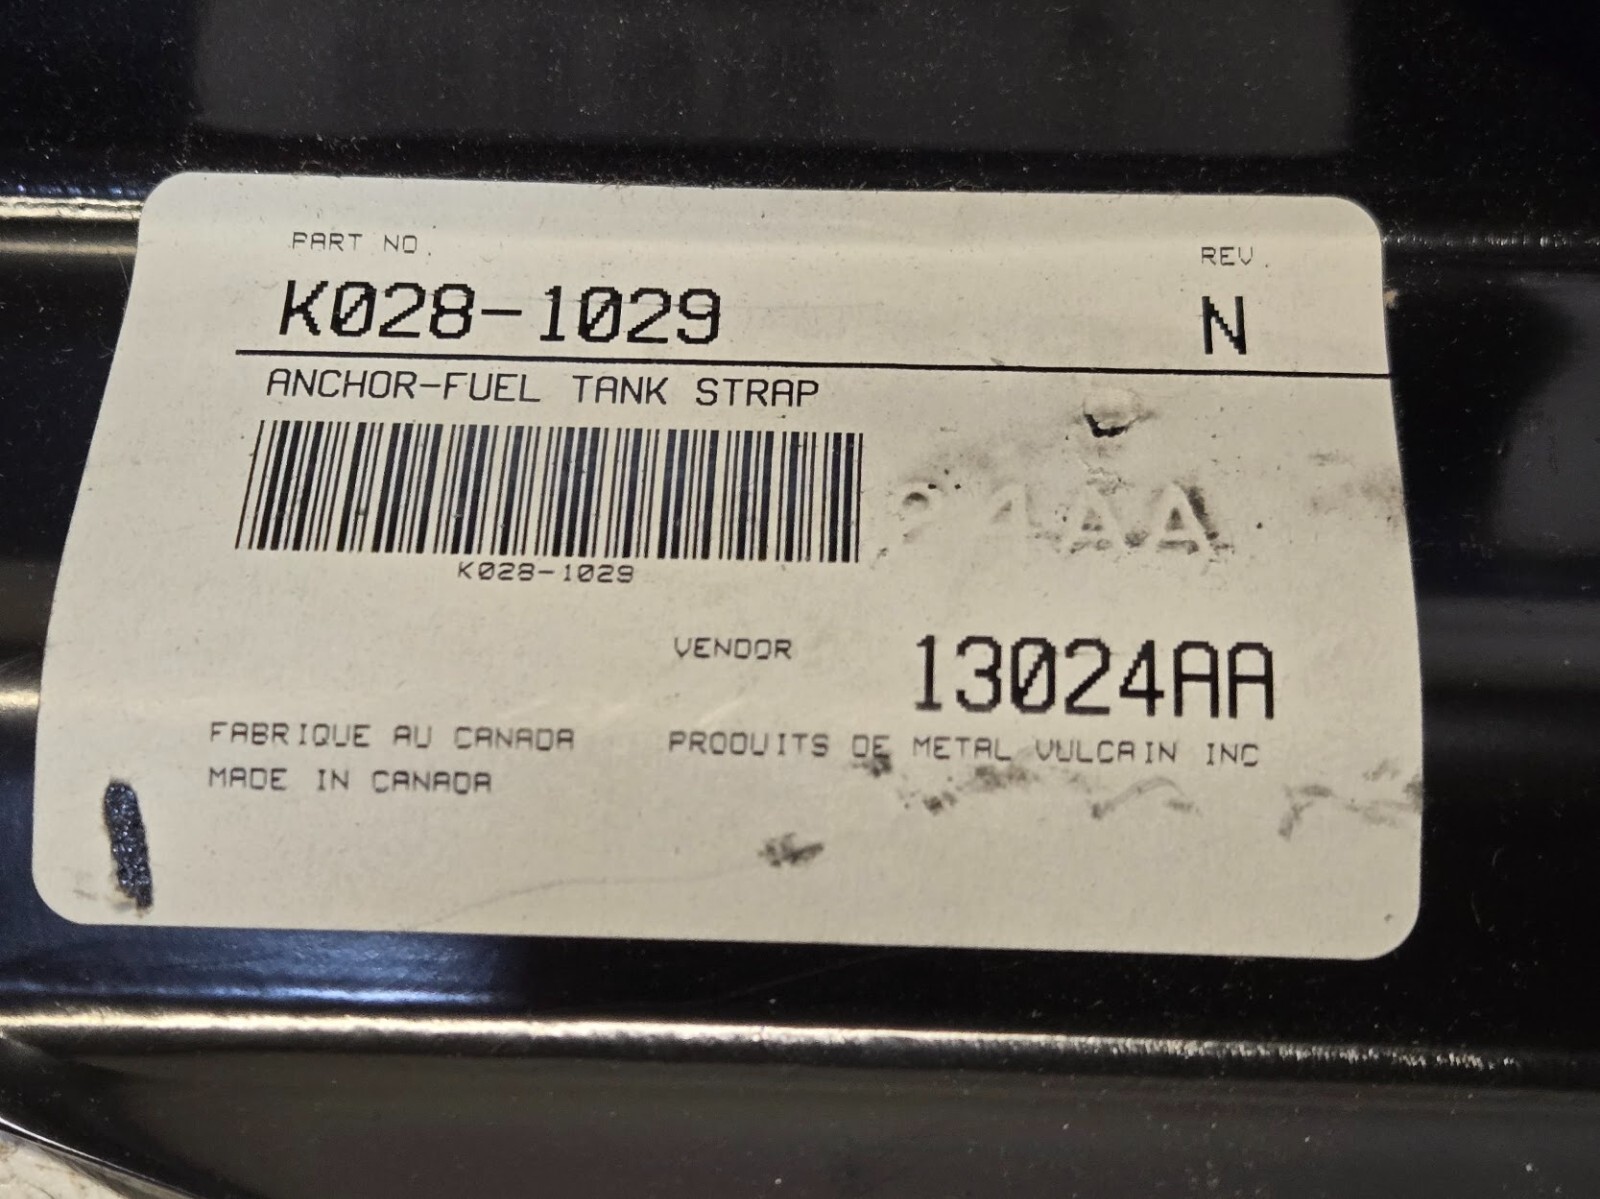 PART NO.
REV.
K028-1029
N
ANCHOR-FUEL TANK STRAP
24AA
K028-1029
VENDOR
13024AA
FABRIQUE AU CANADA
PRODUITS DE METAL VULCAIN INC
MADE IN CANADA